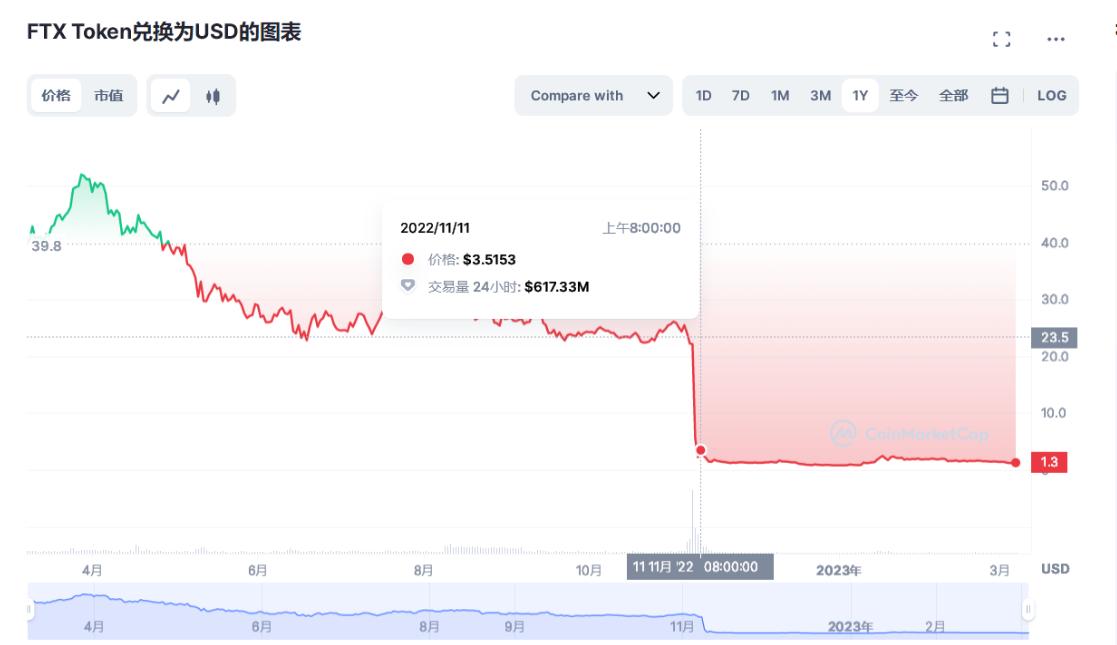 FTX Token兑换为USD的图表
价格 市值 Compare with 1D 7D 1M 3M 1Y 至今 全部 LOG
50.0
2022/11/11 上午8:00:00
39.8 40.0
价格: $3.5153
交易量 24小时: $617.33M
30.0
23.5
20.0
10.0
CoinMarketCap
1.3
4月 6月 8月 10月 11 11月 '22 08:00:00 2023年 3月 USD
4月 6月 8月 9月 11月 2023年 2月